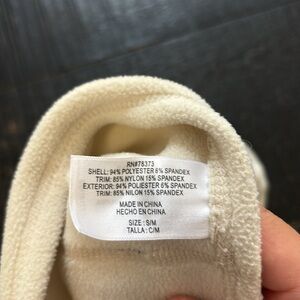 RN#78373
SHELL: 94% POLYESTER 6% SPANDEX
TRIM: 85% NYLON 15% SPANDEX
EXTERIOR: 94% POLIESTER 6% SPANDEX
TRIM: 85% NILON 15% SPANDEX
MADE IN CHINA
HECHO EN CHINA
SIZE : S/M
TALLA : C/M